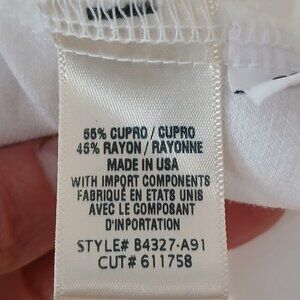 55% CUPRO / CUPRO
45% RAYON / RAYONNE
MADE IN USA
WITH IMPORT COMPONENTS
FABRIQUÉ EN ETATS UNIS
AVEC LE COMPOSANT
D'INPORTATION
STYLE# B4327-A91
CUT# 611758